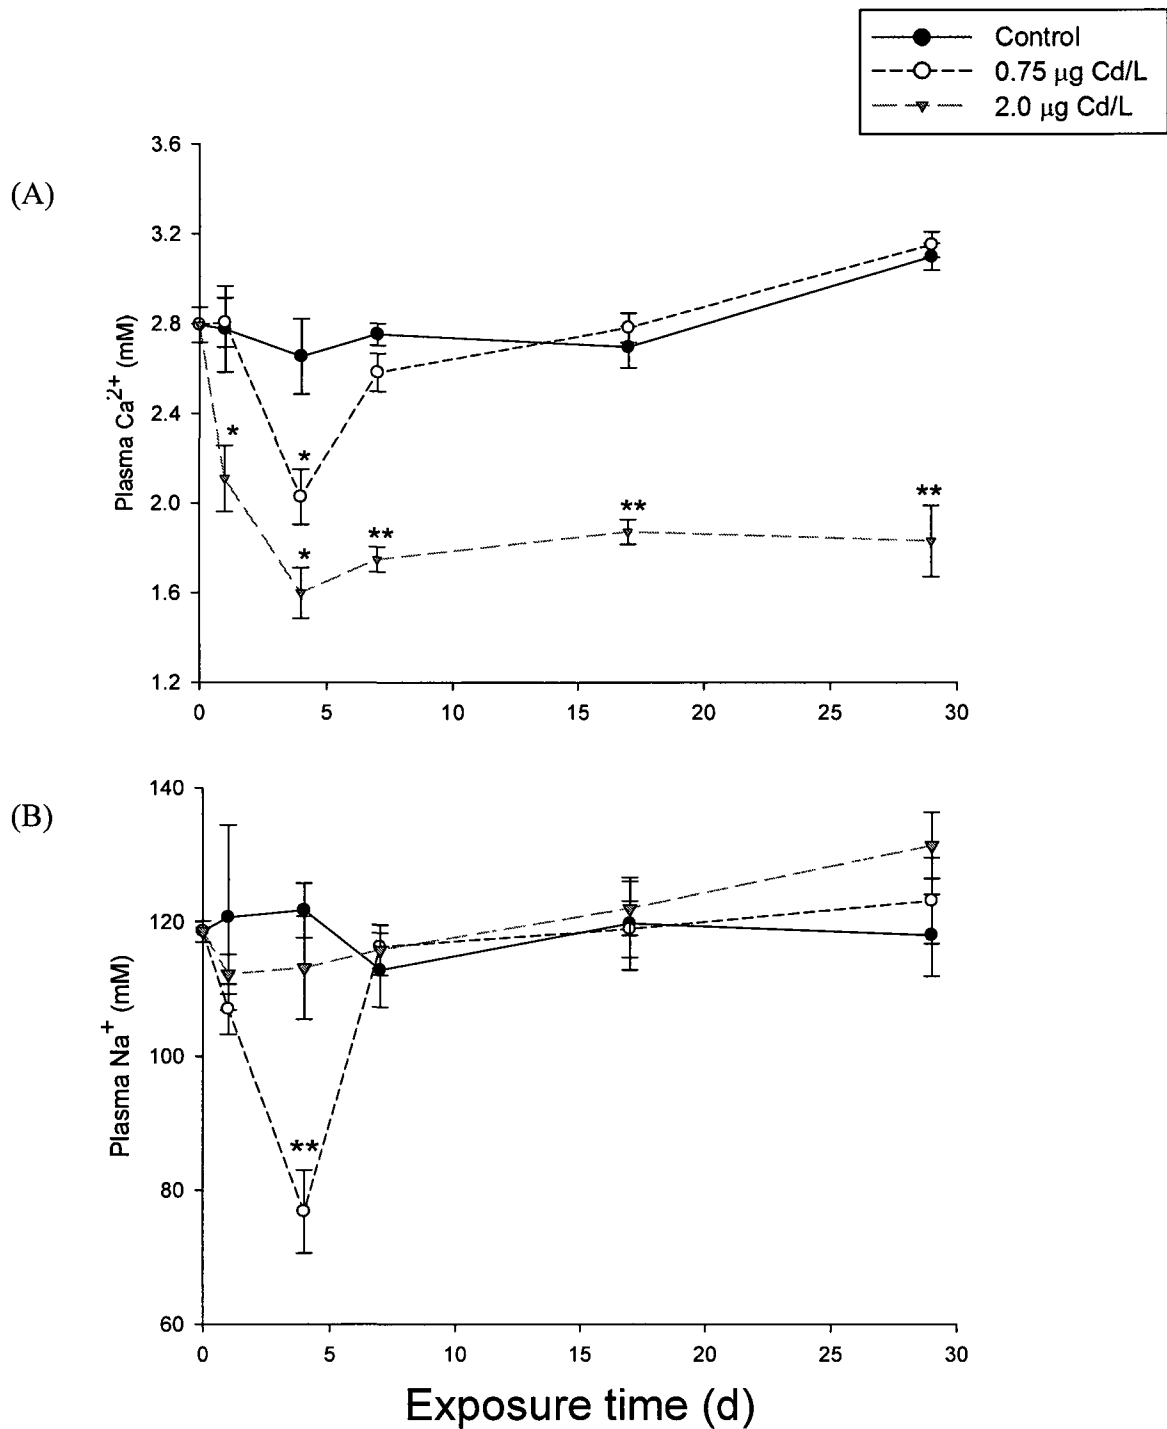 Control
0.75 μg Cd/L
2.0 μg Cd/L
(A)
Plasma Ca2+ (mM)
3.6
3.2
2.8
2.4
2.0
1.6
1.2
*
*
*
**
**
**
0 5 10 15 20 25 30
(B)
Plasma Na+ (mM)
140
120
100
80
60
**
0 5 10 15 20 25 30
Exposure time (d)